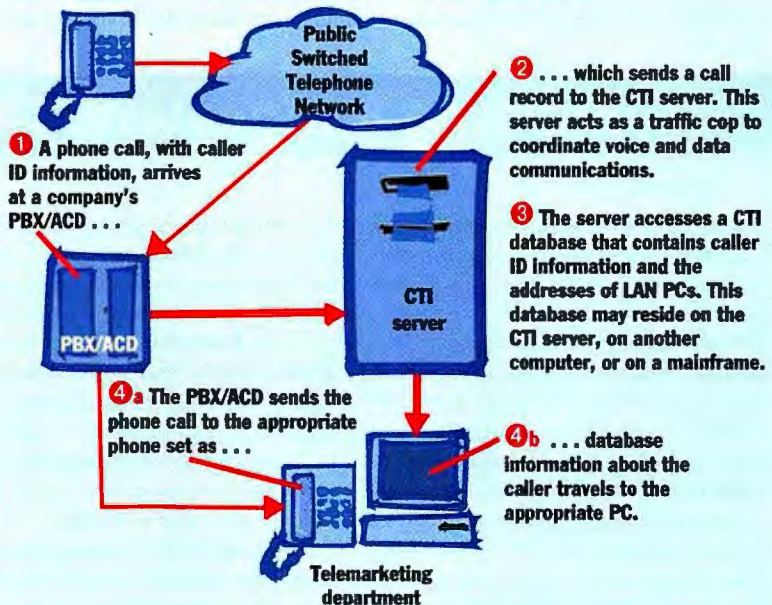 Public
Switched
Telephone
Network
❶ A phone call, with caller
ID information, arrives
at a company's
PBX/ACD . . .
❷ . . . which sends a call
record to the CTI server. This
server acts as a traffic cop to
coordinate voice and data
communications.
❸ The server accesses a CTI
database that contains caller
ID information and the
addresses of LAN PCs. This
database may reside on the
CTI server, on another
computer, or on a mainframe.
PBX/ACD
CTI
server
❹a The PBX/ACD sends the
phone call to the appropriate
phone set as . . .
❹b . . . database
information about the
caller travels to the
appropriate PC.
Telemarketing
department